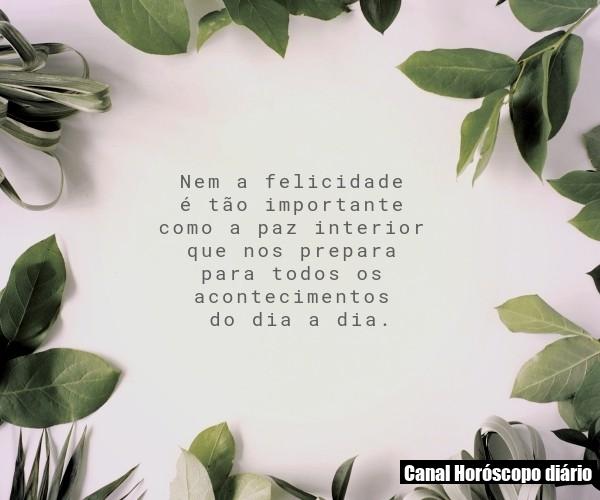 Nem a felicidade
é tão importante
como a paz interior
que nos prepara
para todos os
acontecimentos
do dia a dia.
Canal Horóscopo diário